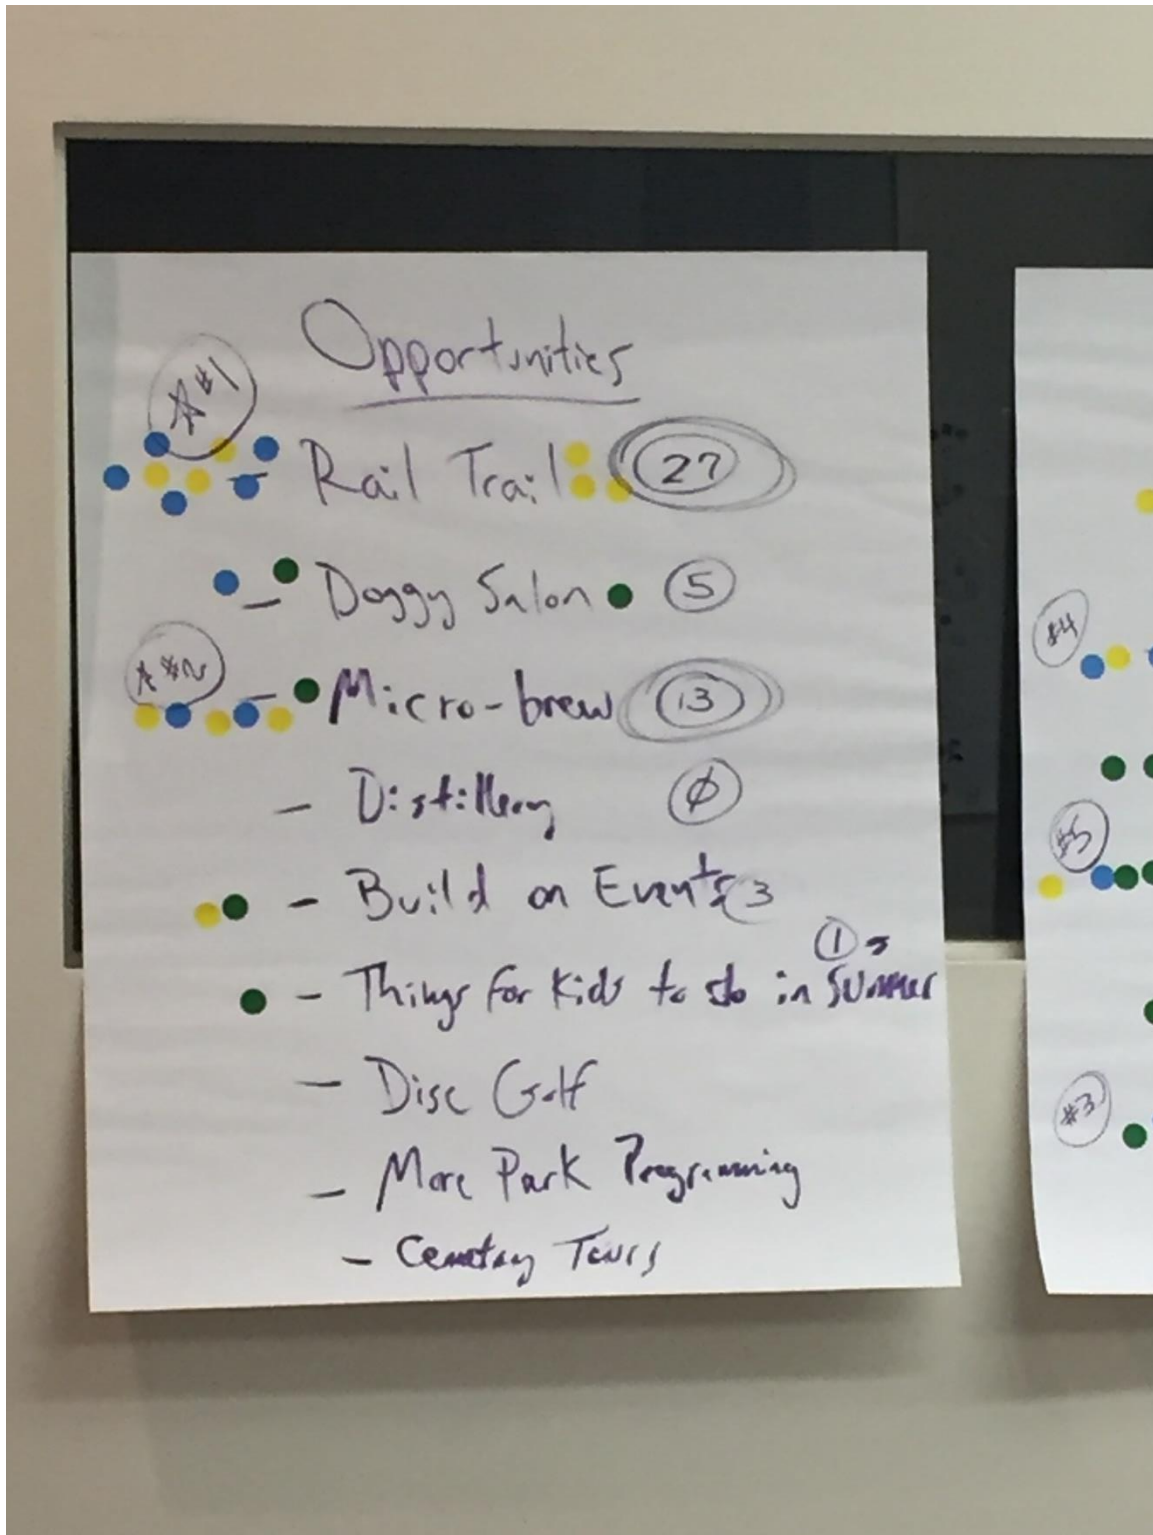 Opportunities
#1
- Rail Trail 27
- Doggy Salon 5
#2
- Micro-brew 13
- Distillery Ø
- Build on Events 3
1
- Things for Kids to do in Summer
- Disc Golf
- More Park Programming
- Cemetary Tours
#4
#5
#3